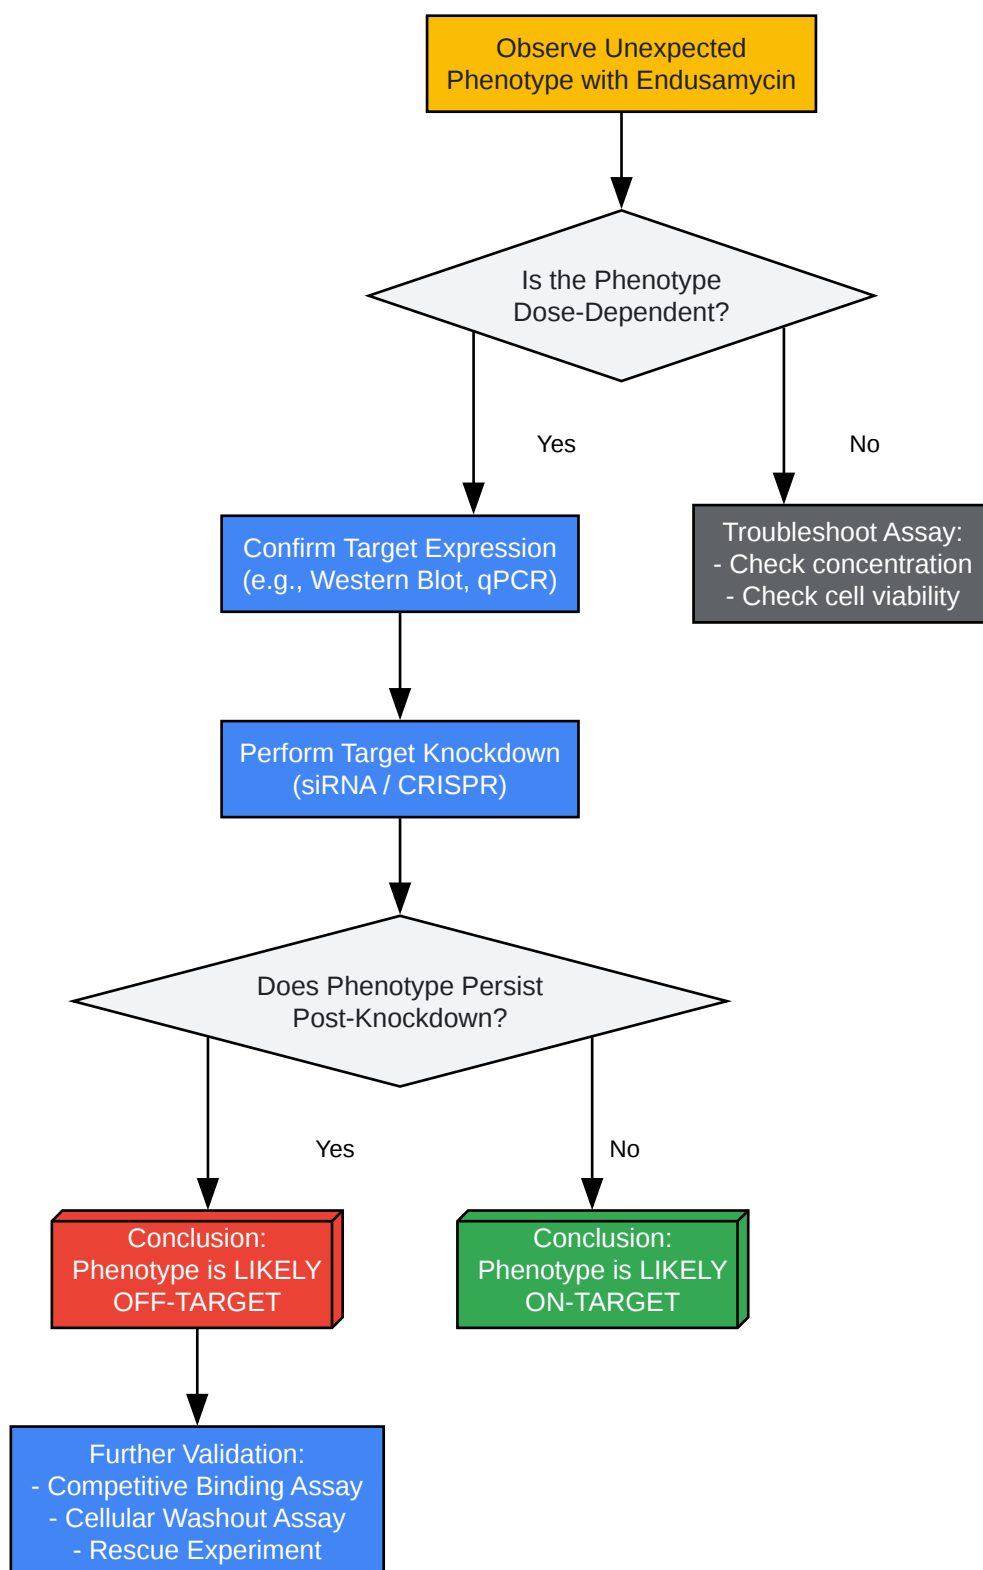 Observe Unexpected
Phenotype with Endusamycin
Is the Phenotype
Dose-Dependent?
Yes
No
Confirm Target Expression
(e.g., Western Blot, qPCR)
Troubleshoot Assay:
- Check concentration
- Check cell viability
Perform Target Knockdown
(siRNA / CRISPR)
Does Phenotype Persist
Post-Knockdown?
Yes
No
Conclusion:
Phenotype is LIKELY
OFF-TARGET
Conclusion:
Phenotype is LIKELY
ON-TARGET
Further Validation:
- Competitive Binding Assay
- Cellular Washout Assay
- Rescue Experiment